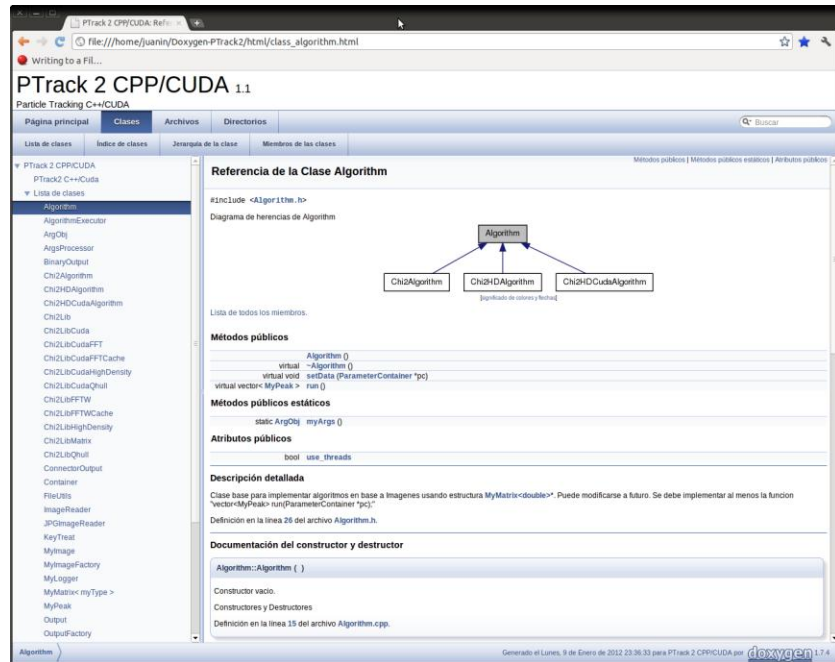 PTrack 2 CPP/CUDA: Refer
file:///home/juanin/Doxygen-PTrack2/html/class_algorithm.html
Writing to a Fil...
PTrack 2 CPP/CUDA 1.1
Particle Tracking C++/CUDA
Página principal Clases Archivos Directorios
Buscar
Lista de clases Índice de clases Jerarquía de la clase Miembros de las clases
PTrack 2 CPP/CUDA
PTrack2 C++/Cuda
Lista de clases
Algorithm
AlgorithmExecutor
ArgObj
ArgsProcessor
BinaryOutput
Chi2Algorithm
Chi2HDAlgorithm
Chi2HDCudaAlgorithm
Chi2Lib
Chi2LibCuda
Chi2LibCudaFFT
Chi2LibCudaFFTCache
Chi2LibCudaHighDensity
Chi2LibCudaQhull
Chi2LibFFTW
Chi2LibFFTWCache
Chi2LibHighDensity
Chi2LibMatrix
Chi2LibQhull
ConnectorOutput
Container
FileUtils
ImageReader
JPGImageReader
KeyTreat
MyImage
MyImageFactory
MyLogger
MyMatrix< myType >
MyPeak
Output
OutputFactory
Métodos públicos | Métodos públicos estáticos | Atributos públicos
Referencia de la Clase Algorithm
#include <Algorithm.h>
Diagrama de herencias de Algorithm
Algorithm
Chi2Algorithm Chi2HDAlgorithm Chi2HDCudaAlgorithm
[significado de colores y flechas]
Lista de todos los miembros.
Métodos públicos
Algorithm ()
virtual ~Algorithm ()
virtual void setData (ParameterContainer *pc)
virtual vector< MyPeak > run ()
Métodos públicos estáticos
static ArgObj myArgs ()
Atributos públicos
bool use_threads
Descripción detallada
Clase base para implementar algoritmos en base a Imagenes usando estructura MyMatrix<double>*. Puede modificarse a futuro. Se debe implementar al menos la funcion
"vector<MyPeak> run(ParameterContainer *pc);"
Definición en la línea 26 del archivo Algorithm.h.
Documentación del constructor y destructor
Algorithm::Algorithm ( )
Constructor vacio.
Constructores y Destructores
Definición en la línea 15 del archivo Algorithm.cpp.
Algorithm
Generado el Lunes, 9 de Enero de 2012 23:36:33 para PTrack 2 CPP/CUDA por doxygen 1.7.4